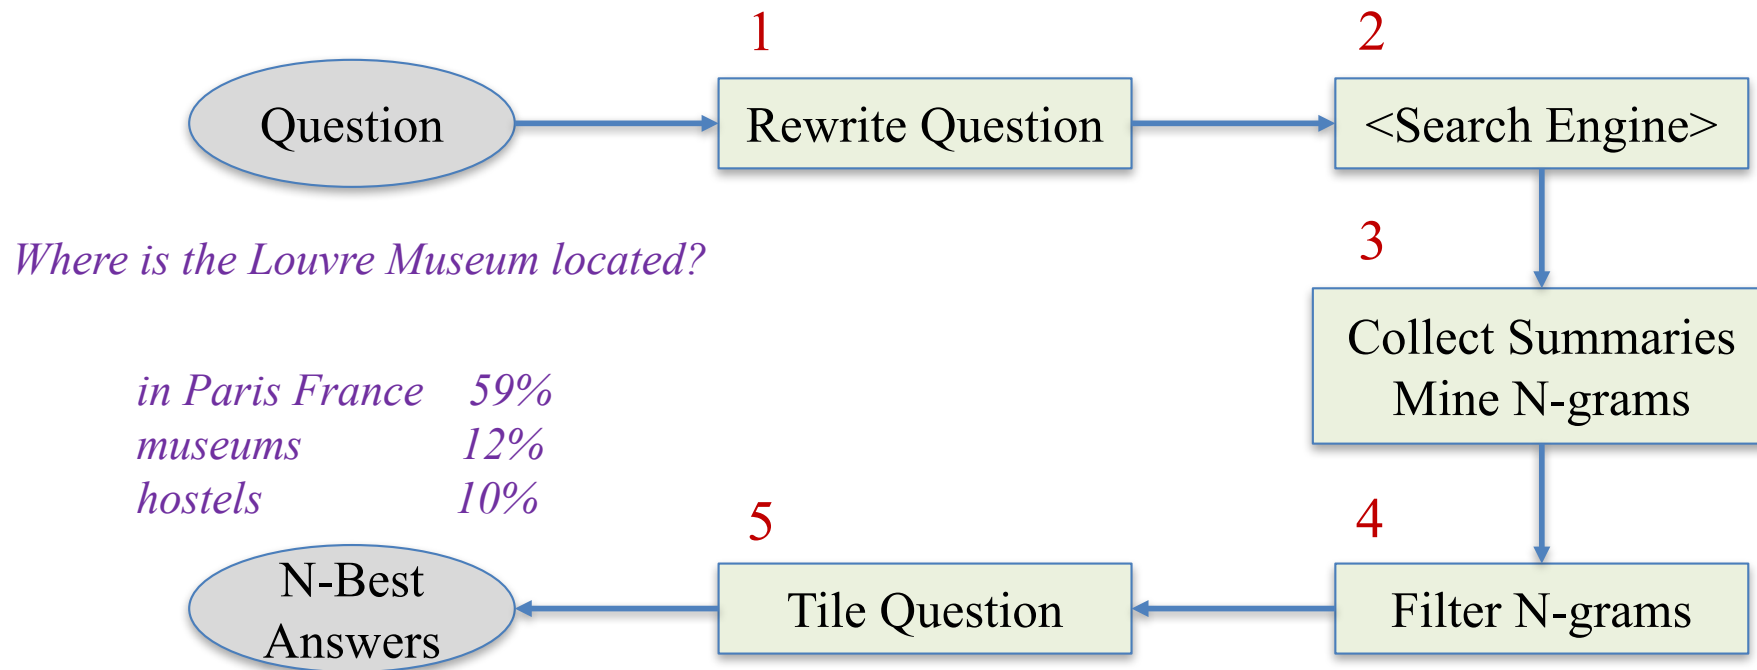 1
2
Question
Rewrite Question
<Search Engine>
Where is the Louvre Museum located?
3
Collect Summaries
Mine N-grams
in Paris France 59%
museums 12%
hostels 10%
5
4
N-Best
Answers
Tile Question
Filter N-grams